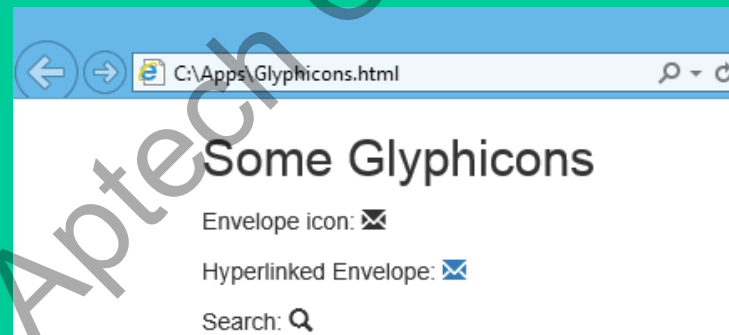 C:\Apps\Glyphicons.html
Some Glyphicons
Envelope icon:
Hyperlinked Envelope:
Search:
Aptech